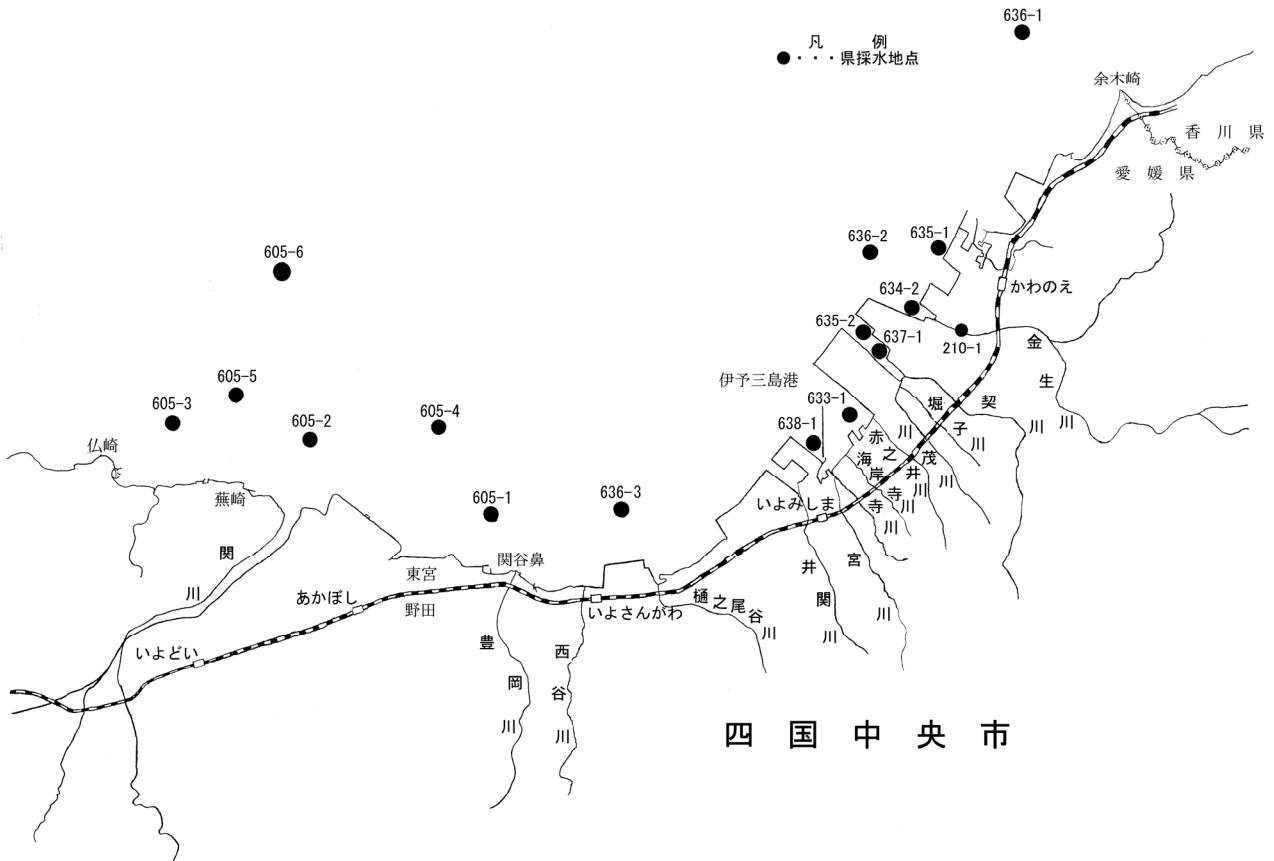 636-1
凡 例
●・・・県採水地点
余木崎
香川県
愛媛県
605-6
636-2
635-1
634-2
かわのえ
635-2
637-1
210-1
金生川
605-5
605-3
605-2
605-4
伊予三島港
633-1
638-1
堀子川
契川
赤之井川
茂川
海岸寺川
寺川
仏崎
蕪崎
605-1
636-3
いよみしま
関川
関谷鼻
東宮
野田
あかぼし
いよさんがわ
樋之尾谷川
井関川
宮川
いよどい
豊岡川
西谷川
四国中央市